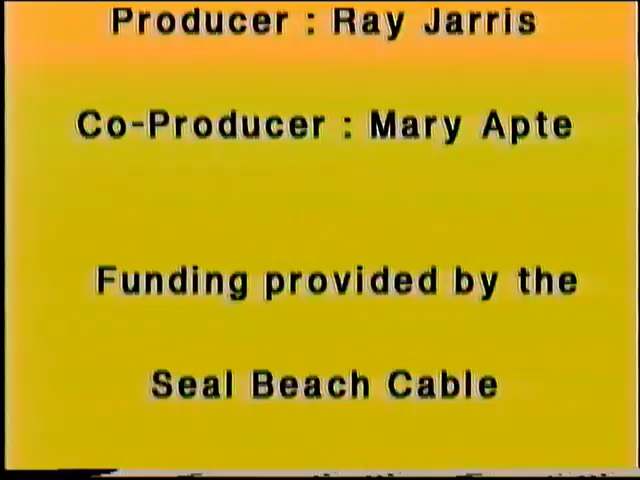 Producer : Ray Jarris
Co-Producer : Mary Apte
Funding provided by the
Seal Beach Cable